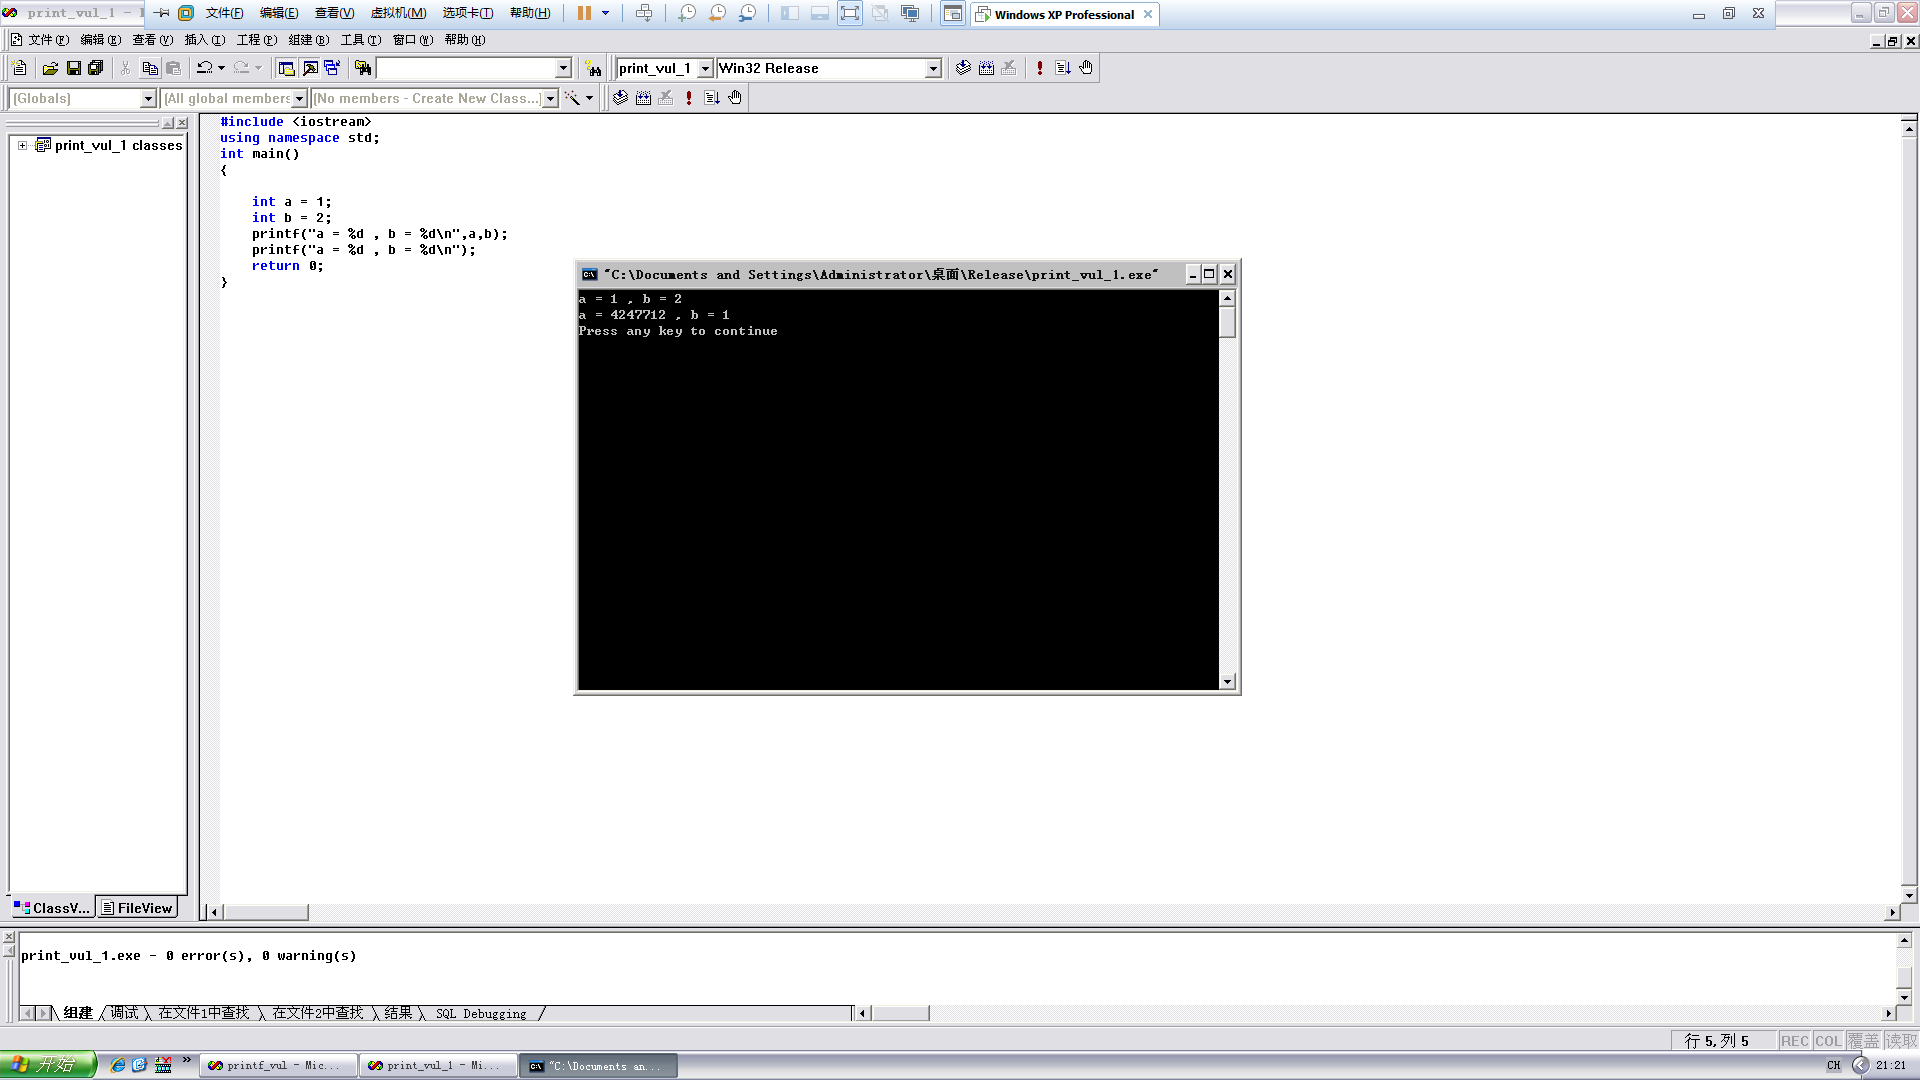 print_vul_1 - 文件(F) 编辑(E) 查看(V) 虚拟机(M) 选项卡(T) 帮助(H) Windows XP Professional
文件(F) 编辑(E) 查看(V) 插入(I) 工程(P) 组建(B) 工具(T) 窗口(W) 帮助(H)
print_vul_1 Win32 Release
(Globals) (All global members (No members - Create New Class...)
print_vul_1 classes
#include <iostream>
using namespace std;
int main()
{
int a = 1;
int b = 2;
printf("a = %d , b = %d\n",a,b);
printf("a = %d , b = %d\n");
return 0;
}
"C:\Documents and Settings\Administrator\桌面\Release\print_vul_1.exe"
a = 1 , b = 2
a = 4247712 , b = 1
Press any key to continue
ClassV... FileView
print_vul_1.exe - 0 error(s), 0 warning(s)
组建 调试 在文件1中查找 在文件2中查找 结果 SQL Debugging
行 5, 列 5 REC COL 覆盖 读取
开始 printf_vul - Mic... print_vul_1 - Mi... "C:\Documents an... CH 21:21